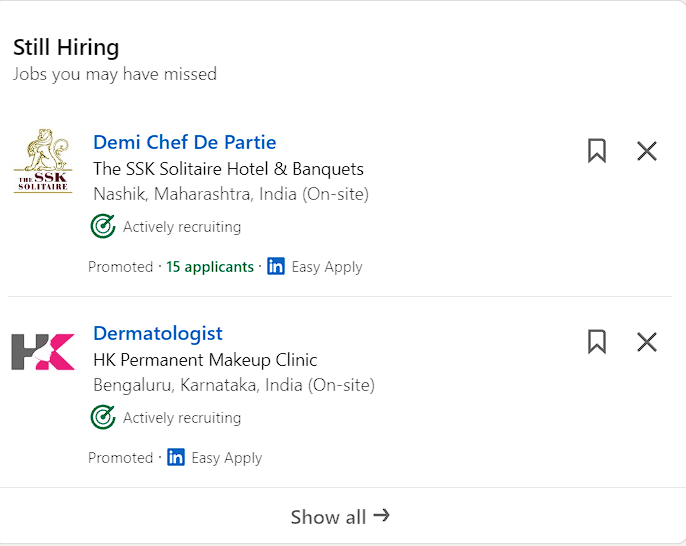 Still Hiring
Jobs you may have missed
THE SSK
SOLITAIRE
Demi Chef De Partie
The SSK Solitaire Hotel & Banquets
Nashik, Maharashtra, India (On-site)
Actively recruiting
Promoted · 15 applicants · in Easy Apply
HK
Dermatologist
HK Permanent Makeup Clinic
Bengaluru, Karnataka, India (On-site)
Actively recruiting
Promoted · in Easy Apply
Show all →